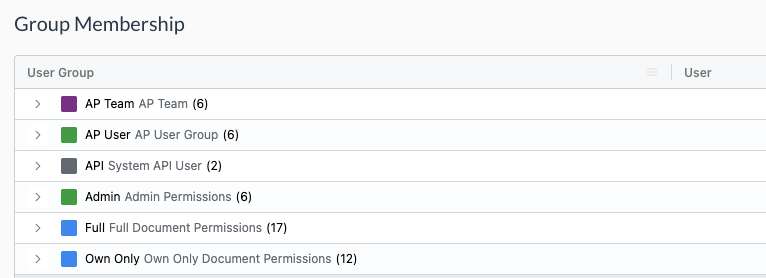 Group Membership
User Group User
AP Team AP Team (6)
AP User AP User Group (6)
API System API User (2)
Admin Admin Permissions (6)
Full Full Document Permissions (17)
Own Only Own Only Document Permissions (12)